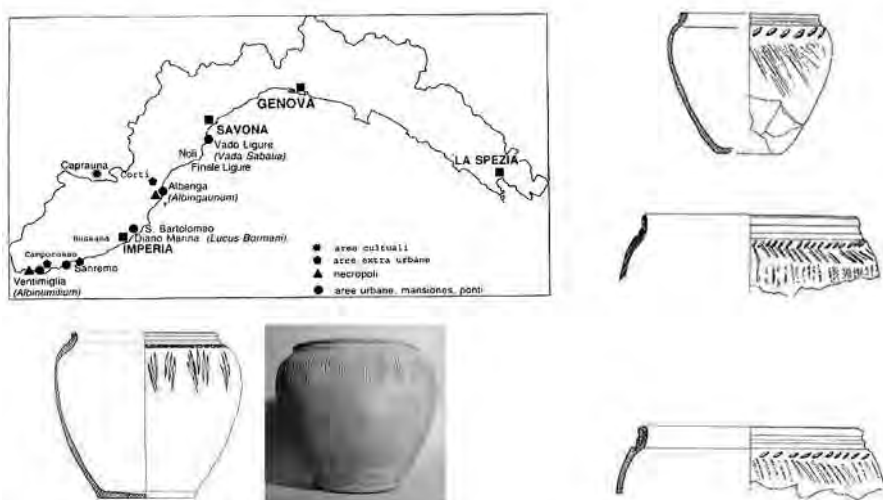 GENOVA
SAVONA
Vado Ligure
(Vada Sabatia)
Noli
Finale Ligure
LA SPEZIA
Caprauna
Corti
Albenga
(Albingaunum)
S. Bartolomeo
Diano Marina (Lucus Bormani)
IMPERIA
Camporosso
Sanremo
Ventimiglia
(Albintimilium)
aree cultuali
aree extra urbane
necropoli
aree urbane, mansiones, ponti